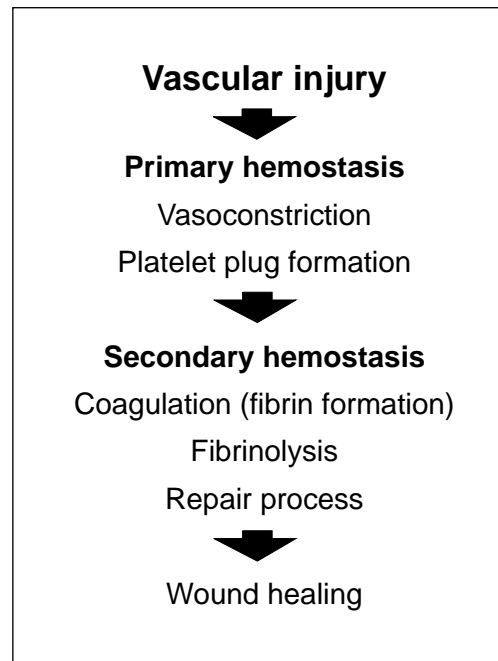 Vascular injury
Primary hemostasis
Vasoconstriction
Platelet plug formation
Secondary hemostasis
Coagulation (fibrin formation)
Fibrinolysis
Repair process
Wound healing